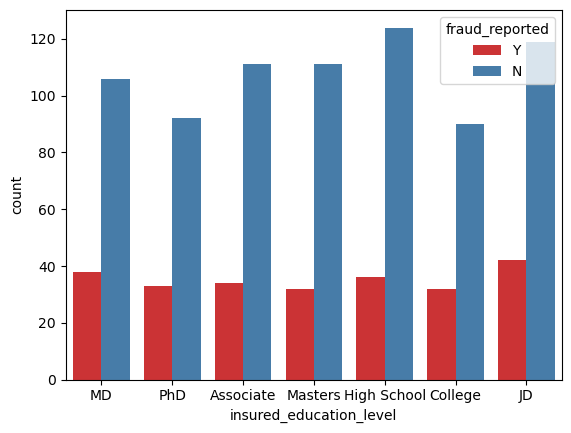 fraud_reported
Y
N
120
100
80
60
40
20
0
count
MD PhD Associate Masters High School College JD
insured_education_level